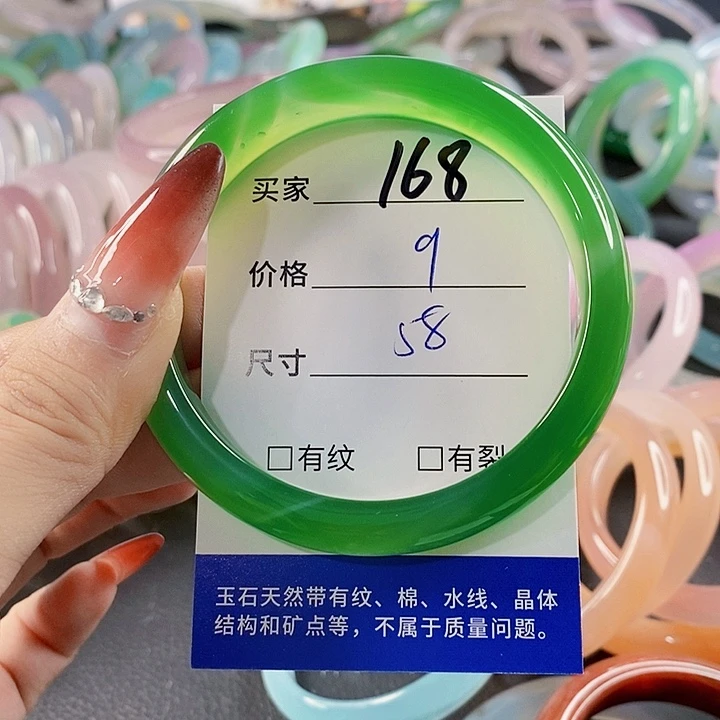 买家 168
价格 9
尺寸 58
□有纹 □有裂
玉石天然带有纹、棉、水线、晶体
结构和矿点等，不属于质量问题。